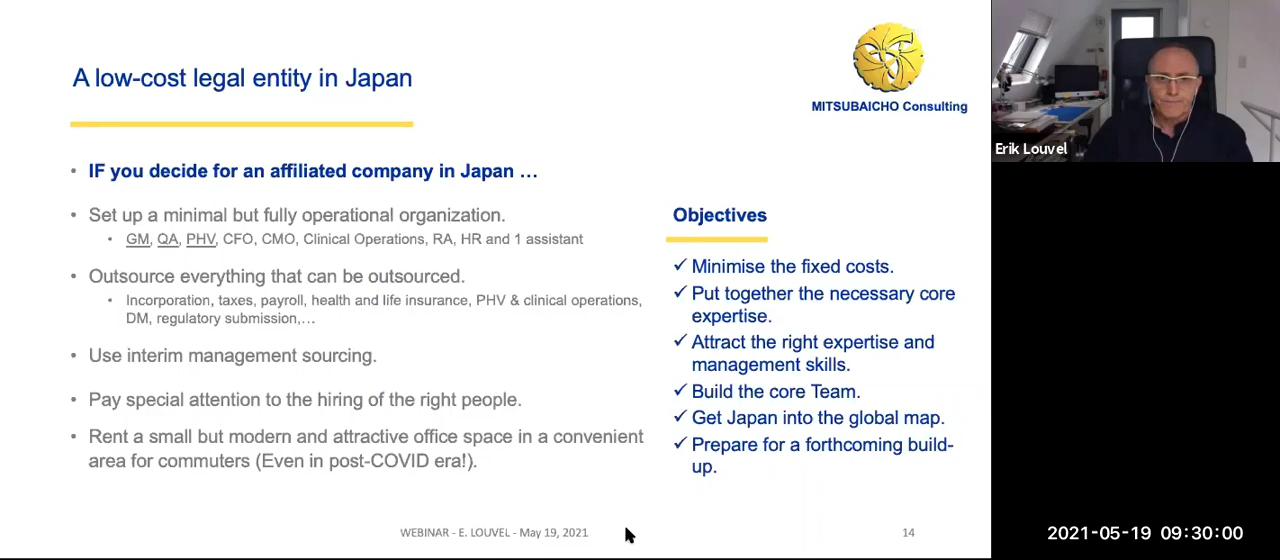 A low-cost legal entity in Japan
MITSUBAICHO Consulting
• IF you decide for an affiliated company in Japan …
• Set up a minimal but fully operational organization.
• GM, QA, PHV, CFO, CMO, Clinical Operations, RA, HR and 1 assistant
• Outsource everything that can be outsourced.
• Incorporation, taxes, payroll, health and life insurance, PHV & clinical operations,
DM, regulatory submission,…
• Use interim management sourcing.
• Pay special attention to the hiring of the right people.
• Rent a small but modern and attractive office space in a convenient
area for commuters (Even in post-COVID era!).
Objectives
✓ Minimise the fixed costs.
✓ Put together the necessary core
expertise.
✓ Attract the right expertise and
management skills.
✓ Build the core Team.
✓ Get Japan into the global map.
✓ Prepare for a forthcoming build-
up.
WEBINAR - E. LOUVEL - May 19, 2021
14
Erik Louvel
2021-05-19 09:30:00